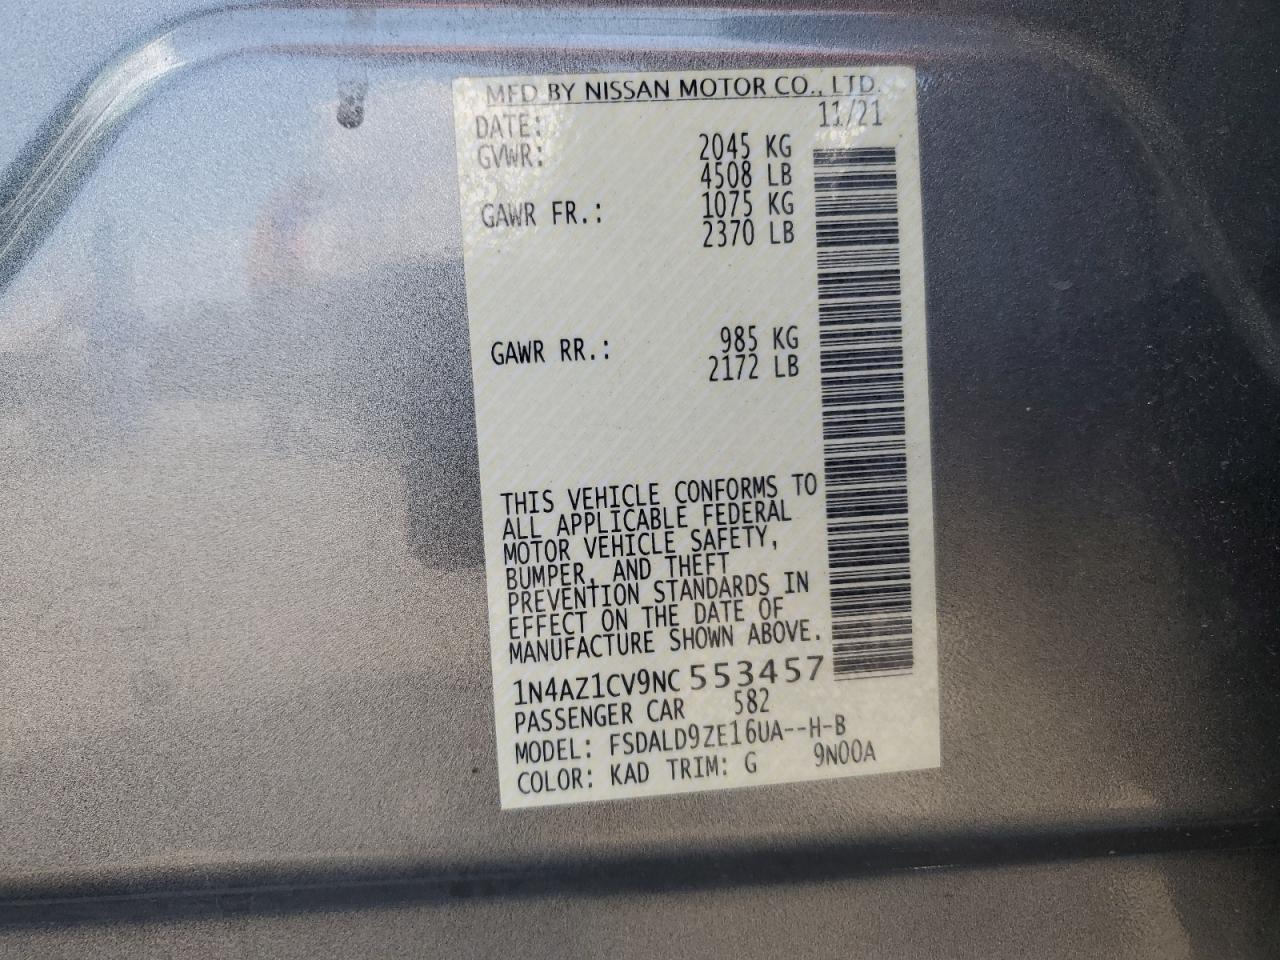 MFD BY NISSAN MOTOR CO., LTD.
DATE: 11/21
GVWR: 2045 KG
4508 LB
GAWR FR.: 1075 KG
2370 LB
GAWR RR.: 985 KG
2172 LB
THIS VEHICLE CONFORMS TO
ALL APPLICABLE FEDERAL
MOTOR VEHICLE SAFETY,
BUMPER, AND THEFT
PREVENTION STANDARDS IN
EFFECT ON THE DATE OF
MANUFACTURE SHOWN ABOVE.
1N4AZ1CV9NC553457
PASSENGER CAR 582
MODEL: FSDALD9ZE16UA--H-B
COLOR: KAD TRIM: G 9N00A